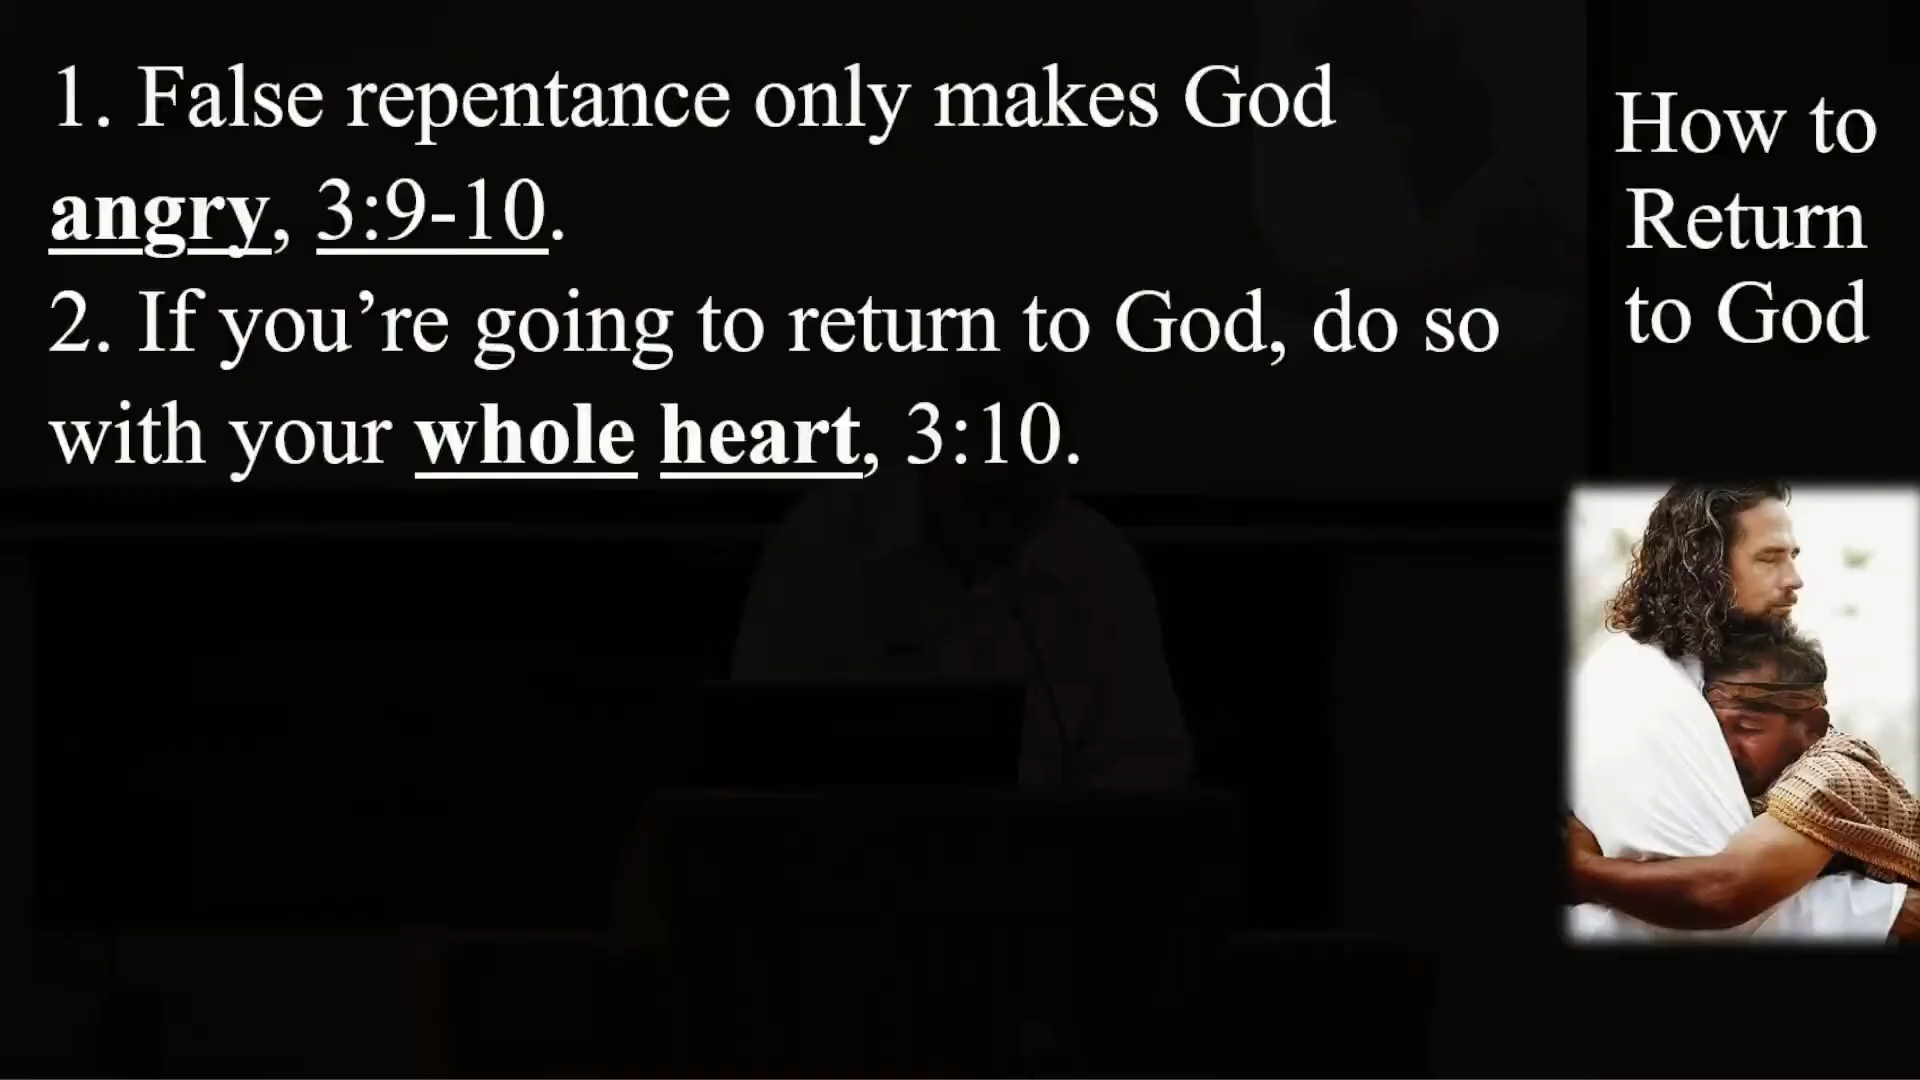 1. False repentance only makes God
angry, 3:9-10.
2. If you’re going to return to God, do so
with your whole heart, 3:10.
How to
Return
to God